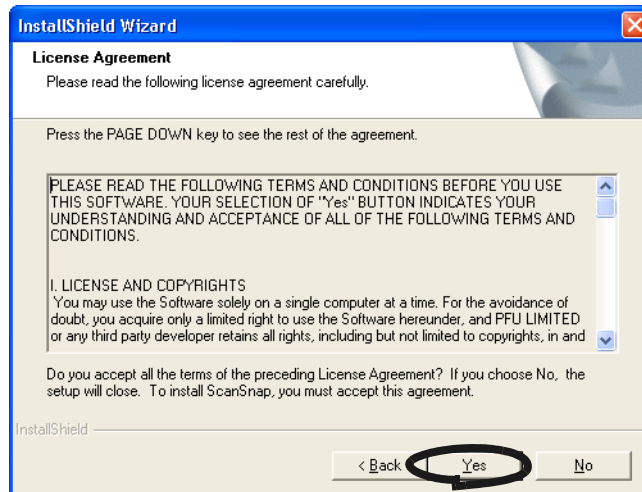 InstallShield Wizard
License Agreement
Please read the following license agreement carefully.
Press the PAGE DOWN key to see the rest of the agreement.
PLEASE READ THE FOLLOWING TERMS AND CONDITIONS BEFORE YOU USE
THIS SOFTWARE. YOUR SELECTION OF "Yes" BUTTON INDICATES YOUR
UNDERSTANDING AND ACCEPTANCE OF ALL OF THE FOLLOWING TERMS AND
CONDITIONS.
I. LICENSE AND COPYRIGHTS
You may use the Software solely on a single computer at a time. For the avoidance of
doubt, you acquire only a limited right to use the Software hereunder, and PFU LIMITED
or any third party developer retains all rights, including but not limited to copyrights, in and
Do you accept all the terms of the preceding License Agreement? If you choose No, the
setup will close. To install ScanSnap, you must accept this agreement.
InstallShield
< Back Yes No